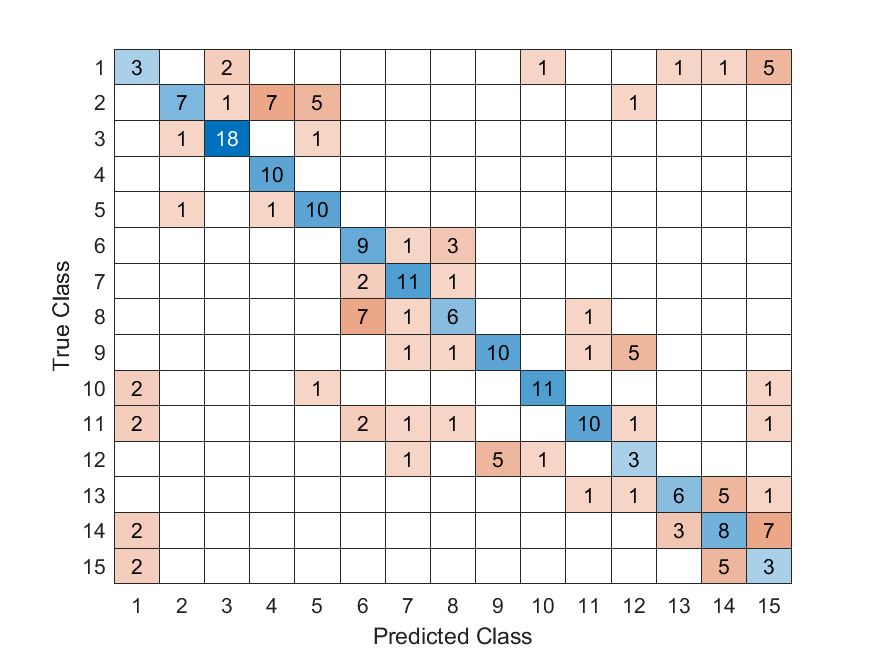 1 3 2 1 1 1 5
2 7 1 7 5 1
3 1 18 1
4 10
5 1 1 10
6 9 1 3
7 2 11 1
8 7 1 6 1
9 1 1 10 1 5
10 2 1 11 1
11 2 2 1 1 10 1 1
12 1 5 1 3
13 1 1 6 5 1
14 2 3 8 7
15 2 5 3
True Class
1 2 3 4 5 6 7 8 9 10 11 12 13 14 15
Predicted Class